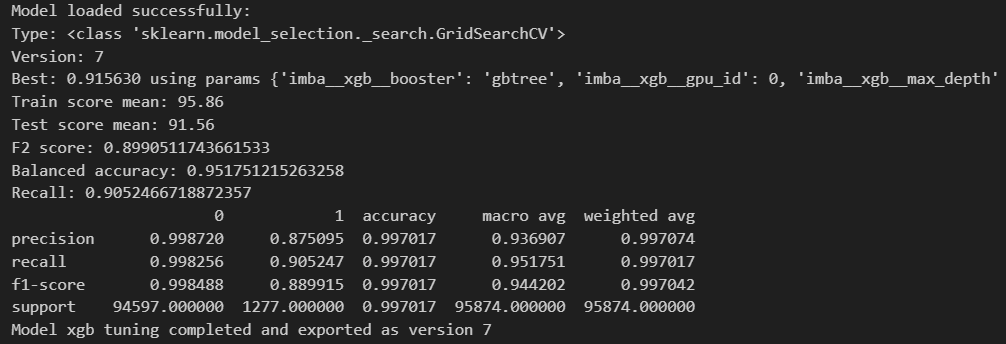 Model loaded successfully:
Type: <class 'sklearn.model_selection._search.GridSearchCV'>
Version: 7
Best: 0.915630 using params {'imba__xgb__booster': 'gbtree', 'imba__xgb__gpu_id': 0, 'imba__xgb__max_depth'
Train score mean: 95.86
Test score mean: 91.56
F2 score: 0.8990511743661533
Balanced accuracy: 0.951751215263258
Recall: 0.9052466718872357
0 1 accuracy macro avg weighted avg
precision 0.998720 0.875095 0.997017 0.936907 0.997074
recall 0.998256 0.905247 0.997017 0.951751 0.997017
f1-score 0.998488 0.889915 0.997017 0.944202 0.997042
support 94597.000000 1277.000000 0.997017 95874.000000 95874.000000
Model xgb tuning completed and exported as version 7